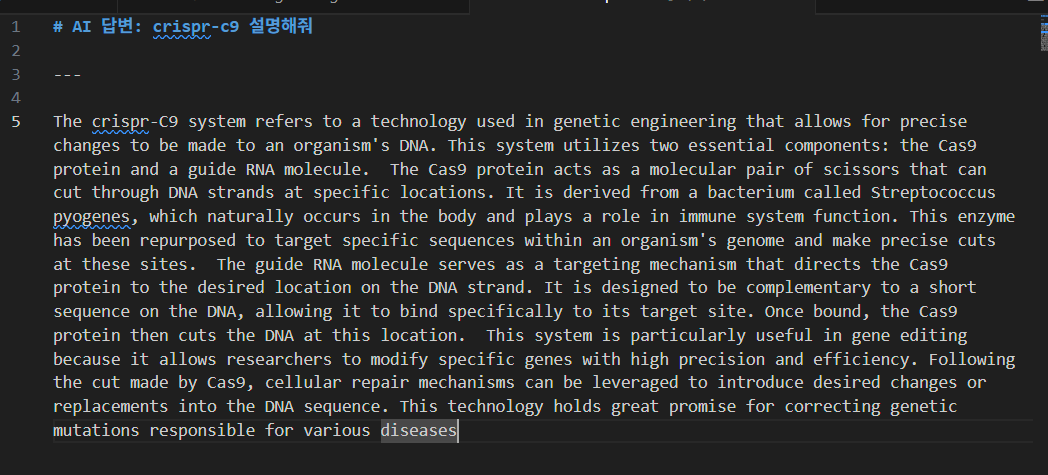 1 # AI 답변: crispr-c9 설명해줘
2
3 ---
4
5 The crispr-C9 system refers to a technology used in genetic engineering that allows for precise
changes to be made to an organism's DNA. This system utilizes two essential components: the Cas9
protein and a guide RNA molecule.  The Cas9 protein acts as a molecular pair of scissors that can
cut through DNA strands at specific locations. It is derived from a bacterium called Streptococcus
pyogenes, which naturally occurs in the body and plays a role in immune system function. This enzyme
has been repurposed to target specific sequences within an organism's genome and make precise cuts
at these sites.  The guide RNA molecule serves as a targeting mechanism that directs the Cas9
protein to the desired location on the DNA strand. It is designed to be complementary to a short
sequence on the DNA, allowing it to bind specifically to its target site. Once bound, the Cas9
protein then cuts the DNA at this location.  This system is particularly useful in gene editing
because it allows researchers to modify specific genes with high precision and efficiency. Following
the cut made by Cas9, cellular repair mechanisms can be leveraged to introduce desired changes or
replacements into the DNA sequence. This technology holds great promise for correcting genetic
mutations responsible for various diseases